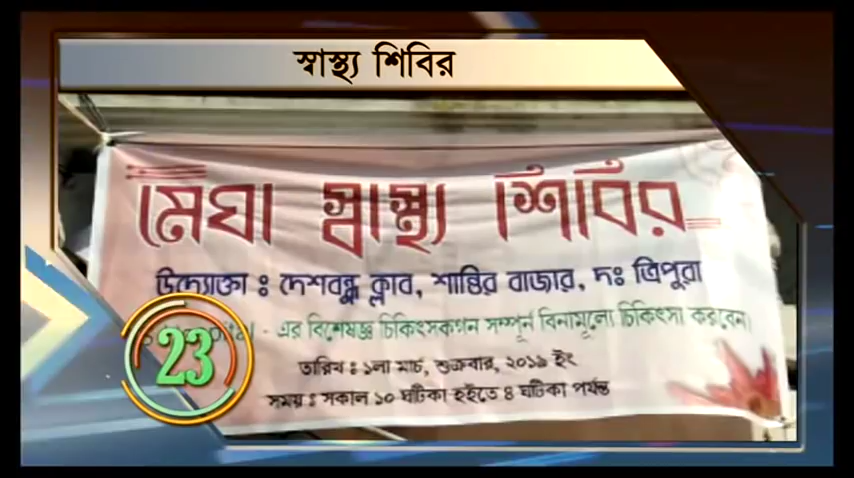 স্বাস্থ্য শিবির
মেঘা স্বাস্থ্য শিবির
উদ্যোক্তা : দেশবন্ধু ক্লাব, শান্তির বাজার, দঃ ত্রিপুরা
- এর বিশেষজ্ঞ চিকিৎসকগন সম্পূর্ন বিনামূল্যে চিকিৎসা করবেন।
তারিখ : ১লা মার্চ, শুক্রবার, ২০১৯ ইং
সময় : সকাল ১০ ঘটিকা হইতে ৪ ঘটিকা পর্যন্ত
23